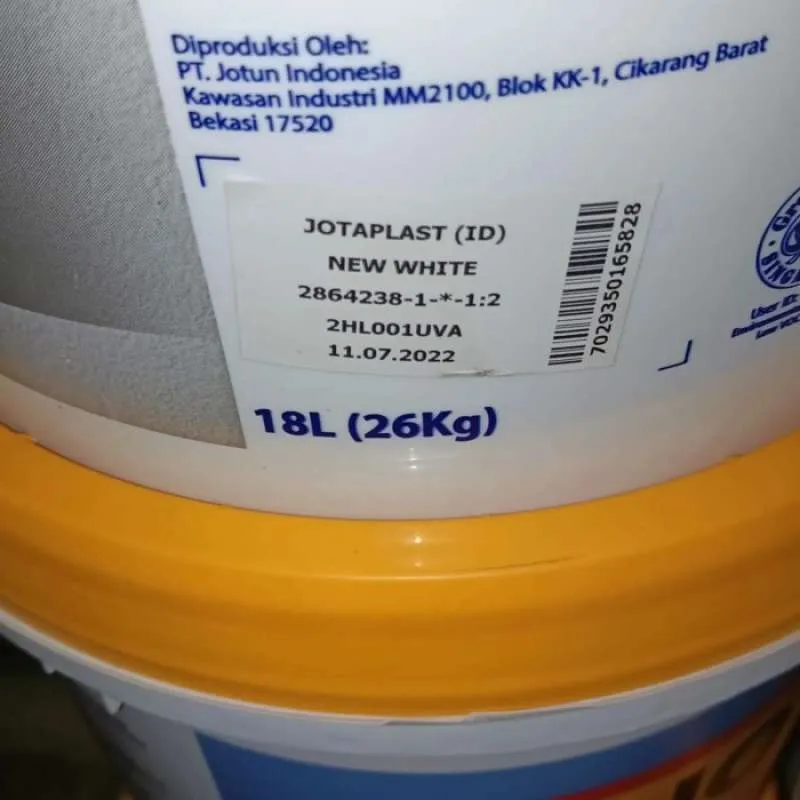 Diproduksi Oleh:
PT. Jotun Indonesia
Kawasan Industri MM2100, Blok KK-1, Cikarang Barat
Bekasi 17520
JOTAPLAST (ID)
NEW WHITE
2864238-1-*-1:2
2HL001UVA
11.07.2022
7029350165828
18L (26Kg)